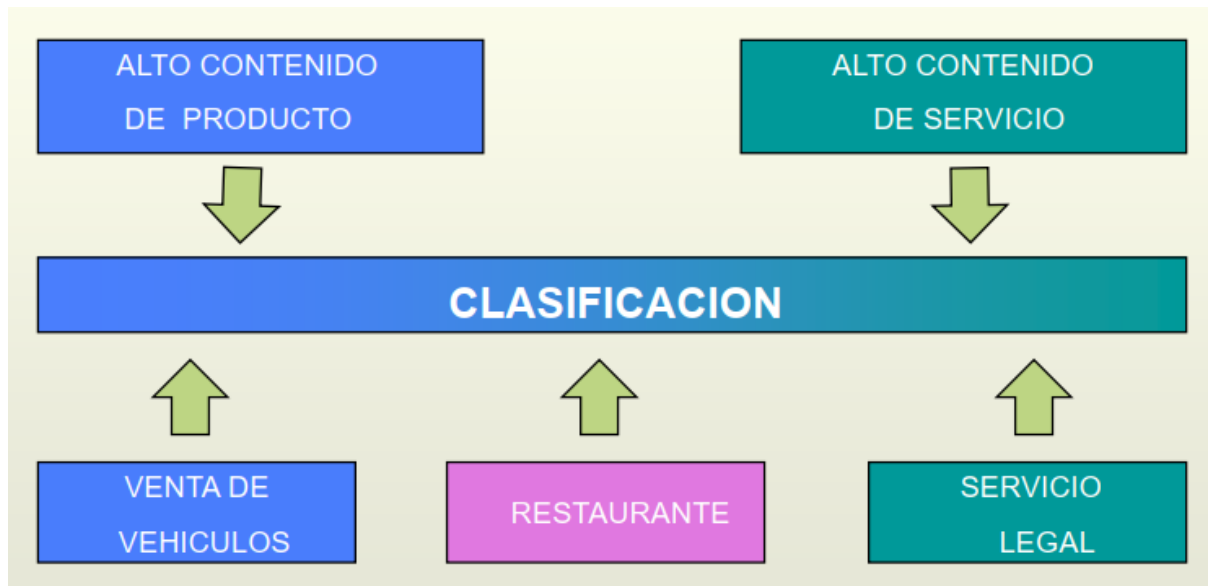 ALTO CONTENIDO
DE PRODUCTO
ALTO CONTENIDO
DE SERVICIO
CLASIFICACION
VENTA DE
VEHICULOS
RESTAURANTE
SERVICIO
LEGAL